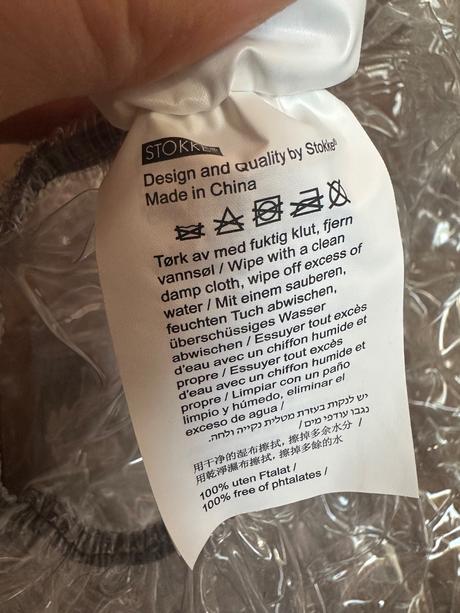 STOKKE
Design and Quality by Stokke®
Made in China
Tørk av med fuktig klut, fjern
vannsøl / Wipe with a clean
damp cloth, wipe off excess of
water / Mit einem sauberen,
feuchten Tuch abwischen,
überschüssiges Wasser
abwischen / Essuyer tout excès
d'eau avec un chiffon humide et
propre / Essuyer tout excès
d'eau avec un chiffon humide et
propre / Limpiar con un paño
limpio y húmedo, eliminar el
exceso de agua /
יש לנקות בעזרת מטלית נקייה ולחה.
נגבו עודפי מים /
用干净的湿布擦拭，擦掉多余水分 /
用乾淨濕布擦拭，擦掉多餘的水
100% uten Ftalat /
100% free of phtalates /